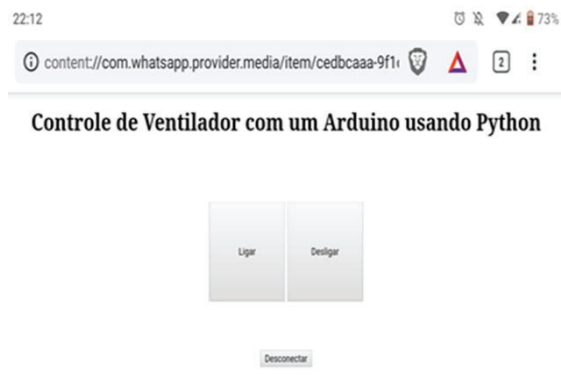 22:12 73%
content://com.whatsapp.provider.media/item/cedbcaaa-9f1 2
Controle de Ventilador com um Arduino usando Python
Ligar Desligar
Desconectar